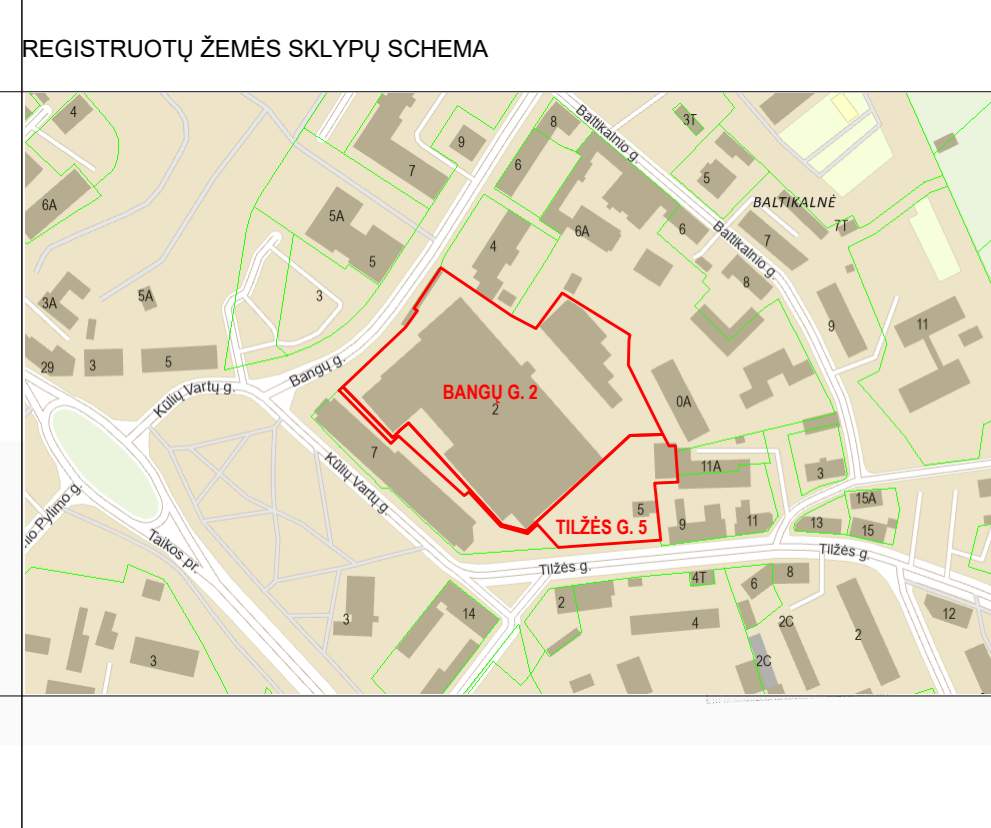 REGISTRUOTŲ ŽEMĖS SKLYPŲ SCHEMA
4
8
Baltikalnio g.
3T
9
6
7
5
6A
BALTIKALNĖ
5A
6A
6
7
7T
Baltikalnio g.
4
5
8
3A
5A
3
9
11
29
3
5
Bangų g.
Kūlių Vartų g.
BANGŲ G. 2
2
0A
7
11A
3
Kūlių Vartų g.
15A
5
TILŽĖS G. 5
9
11
13
15
Pylimo g.
Taikos pr.
Tilžės g.
Tilžės g.
4T
6
8
2
14
3
4
2C
2
12
3
2C